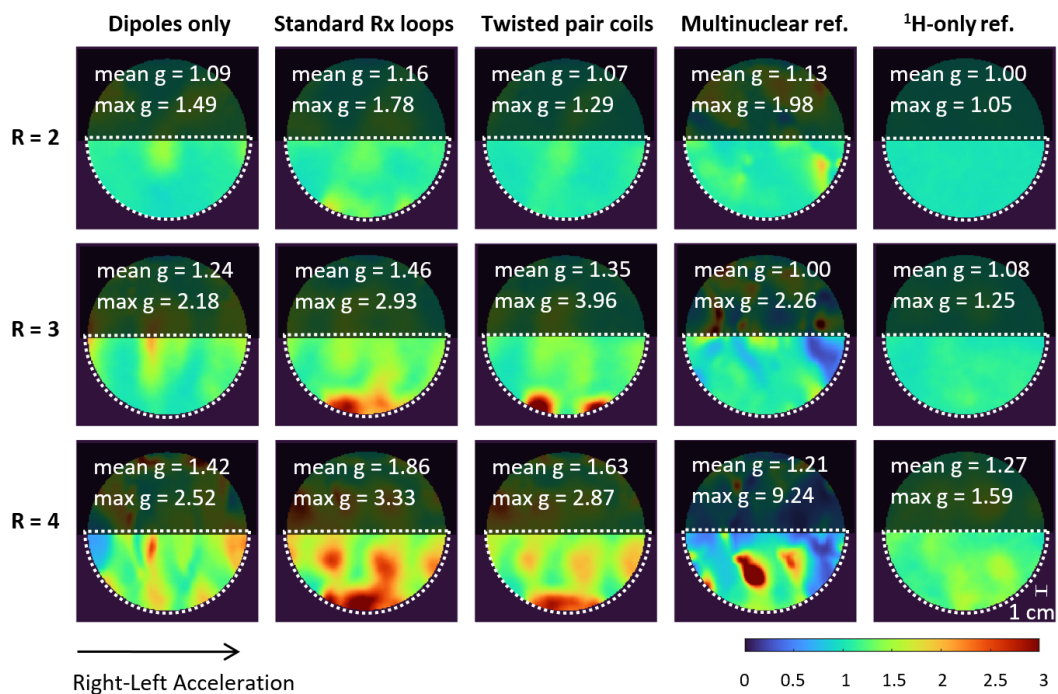 Dipoles only Standard Rx loops Twisted pair coils Multinuclear ref. ¹H-only ref.
mean g = 1.09 mean g = 1.16 mean g = 1.07 mean g = 1.13 mean g = 1.00
max g = 1.49 max g = 1.78 max g = 1.29 max g = 1.98 max g = 1.05
R = 2
mean g = 1.24 mean g = 1.46 mean g = 1.35 mean g = 1.00 mean g = 1.08
max g = 2.18 max g = 2.93 max g = 3.96 max g = 2.26 max g = 1.25
R = 3
mean g = 1.42 mean g = 1.86 mean g = 1.63 mean g = 1.21 mean g = 1.27
max g = 2.52 max g = 3.33 max g = 2.87 max g = 9.24 max g = 1.59
R = 4
1 cm
Right-Left Acceleration
0 0.5 1 1.5 2 2.5 3